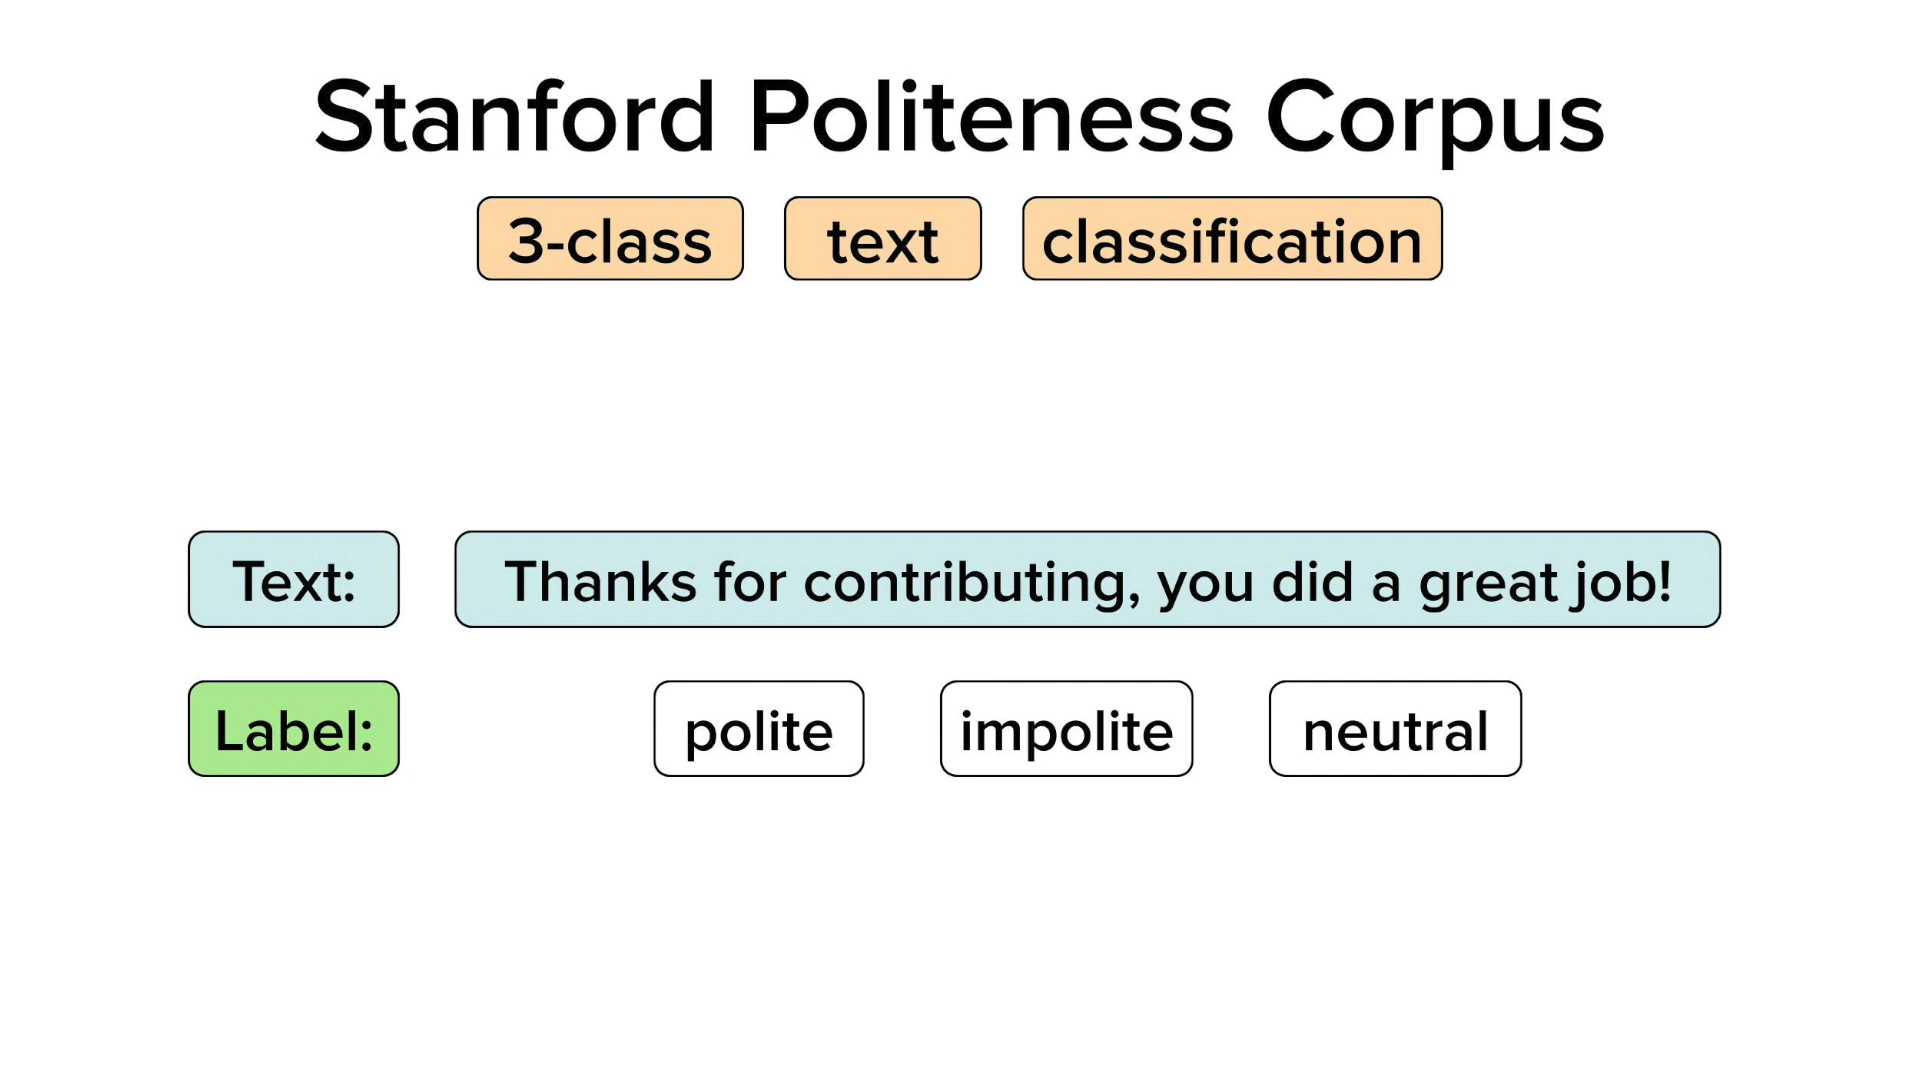 Stanford Politeness Corpus
3-class text classification
Text: Thanks for contributing, you did a great job!
Label: polite impolite neutral